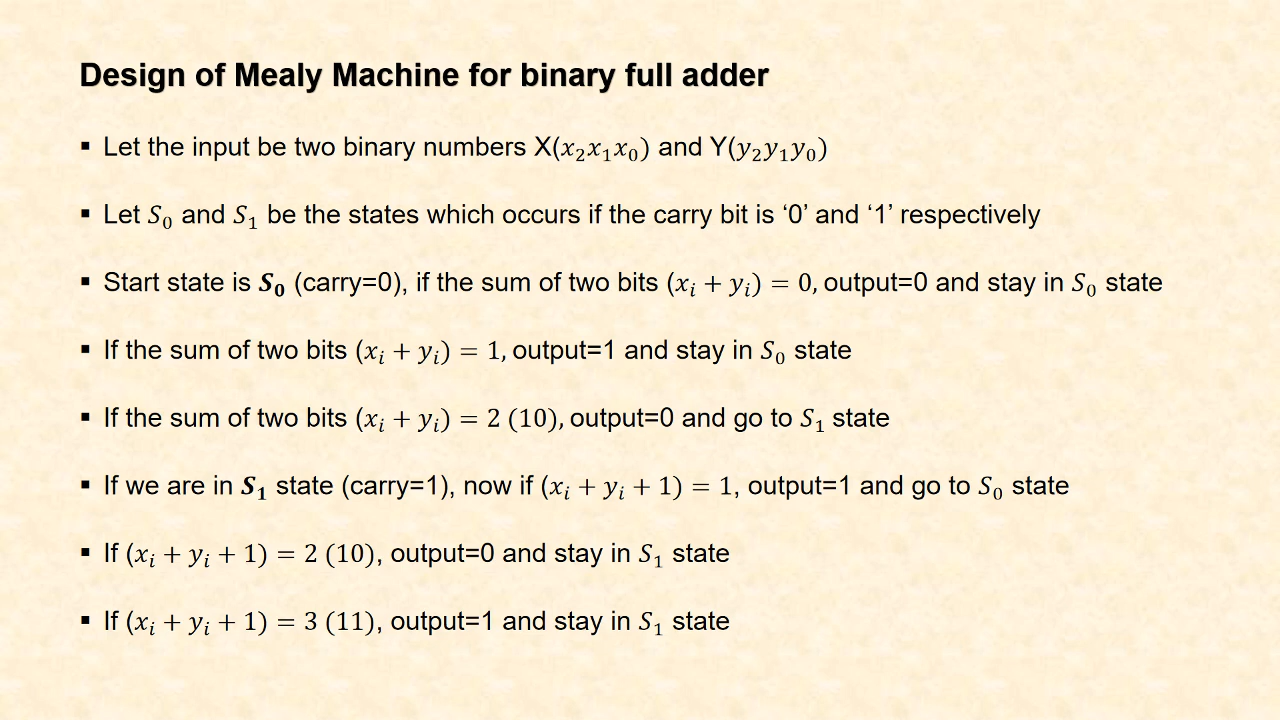 Design of Mealy Machine for binary full adder
▪ Let the input be two binary numbers X(x₂x₁x₀) and Y(y₂y₁y₀)
▪ Let S₀ and S₁ be the states which occurs if the carry bit is ‘0’ and ‘1’ respectively
▪ Start state is S₀ (carry=0), if the sum of two bits (xᵢ + yᵢ) = 0, output=0 and stay in S₀ state
▪ If the sum of two bits (xᵢ + yᵢ) = 1, output=1 and stay in S₀ state
▪ If the sum of two bits (xᵢ + yᵢ) = 2 (10), output=0 and go to S₁ state
▪ If we are in S₁ state (carry=1), now if (xᵢ + yᵢ + 1) = 1, output=1 and go to S₀ state
▪ If (xᵢ + yᵢ + 1) = 2 (10), output=0 and stay in S₁ state
▪ If (xᵢ + yᵢ + 1) = 3 (11), output=1 and stay in S₁ state